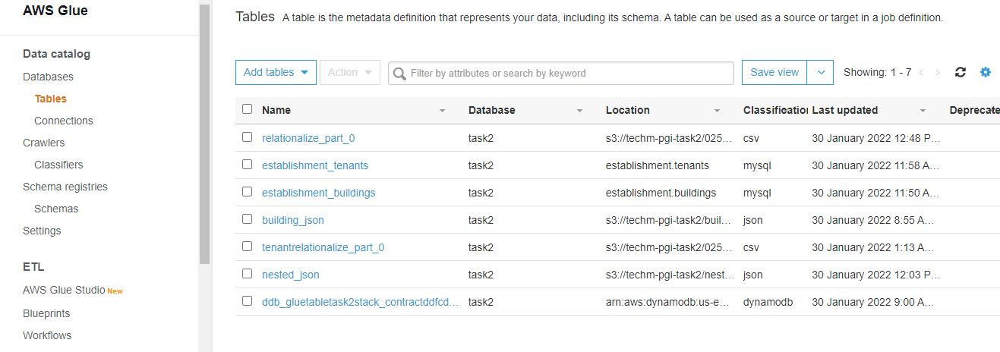 AWS Glue
Data catalog
Databases
Tables
Connections
Crawlers
Classifiers
Schema registries
Schemas
Settings
ETL
AWS Glue Studio New
Blueprints
Workflows
Tables A table is the metadata definition that represents your data, including its schema. A table can be used as a source or target in a job definition.
Add tables Action Filter by attributes or search by keyword Save view Showing: 1 - 7
Name Database Location Classification Last updated Deprecate
relationalize_part_0 task2 s3://techm-pgi-task2/025... csv 30 January 2022 12:48 P...
establishment_tenants task2 establishment.tenants mysql 30 January 2022 11:58 A...
establishment_buildings task2 establishment.buildings mysql 30 January 2022 11:50 A...
building_json task2 s3://techm-pgi-task2/buil... json 30 January 2022 8:55 A...
tenantrelationalize_part_0 task2 s3://techm-pgi-task2/025... csv 30 January 2022 1:13 A...
nested_json task2 s3://techm-pgi-task2/nest... json 30 January 2022 12:03 P...
ddb_gluetabletask2stack_contractddfcd... task2 arn:aws:dynamodb:us-e... dynamodb 30 January 2022 9:00 A...